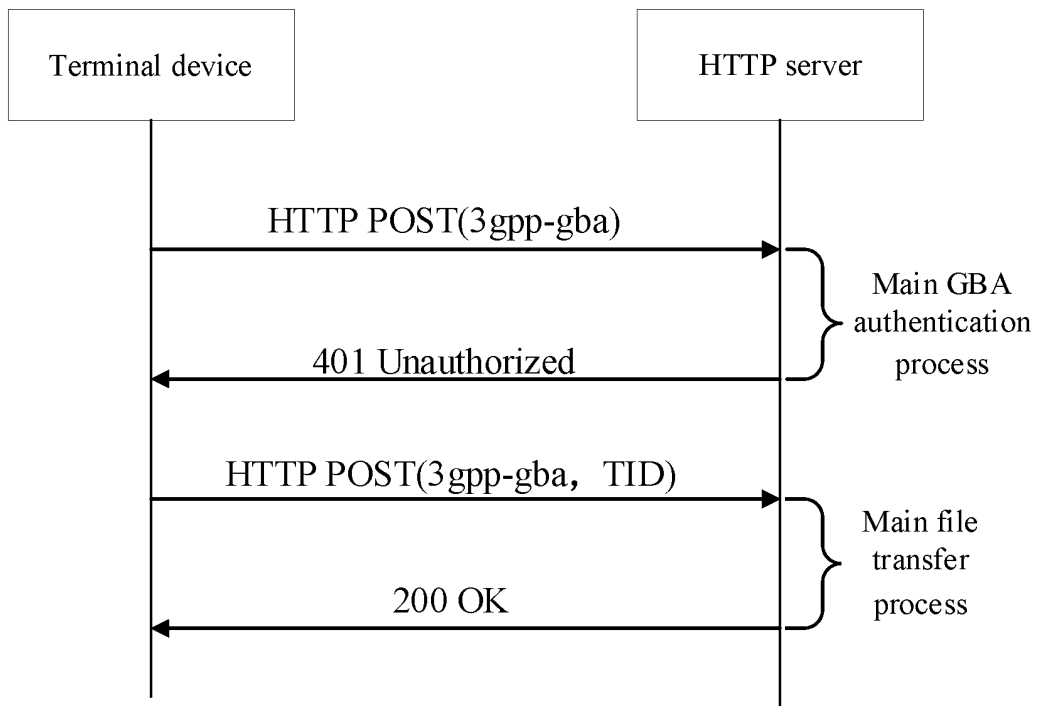 Terminal device
HTTP server
HTTP POST(3gpp-gba)
Main GBA
authentication
process
401 Unauthorized
HTTP POST(3gpp-gba, TID)
Main file
transfer
process
200 OK